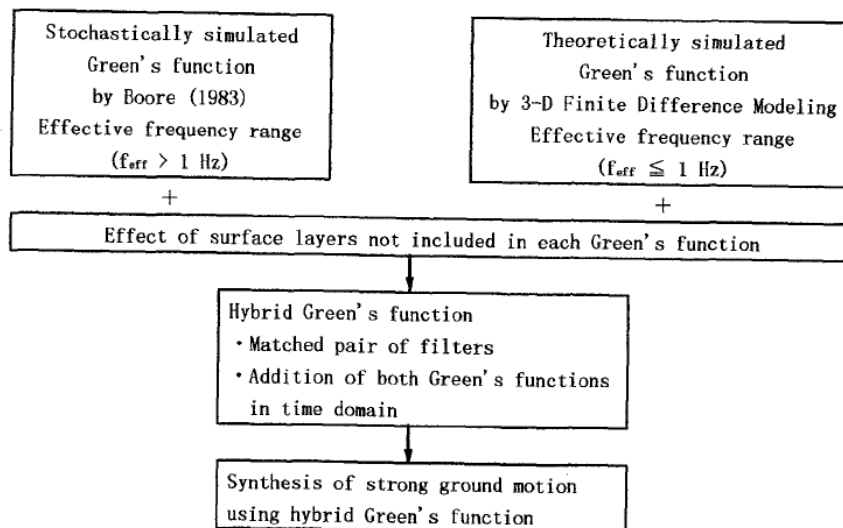 Stochastically simulated
Green's function
by Boore (1983)
Effective frequency range
(feff > 1 Hz)
Theoretically simulated
Green's function
by 3-D Finite Difference Modeling
Effective frequency range
(feff ≦ 1 Hz)
+
+
Effect of surface layers not included in each Green's function
Hybrid Green's function
・Matched pair of filters
・Addition of both Green's functions
in time domain
Synthesis of strong ground motion
using hybrid Green's function